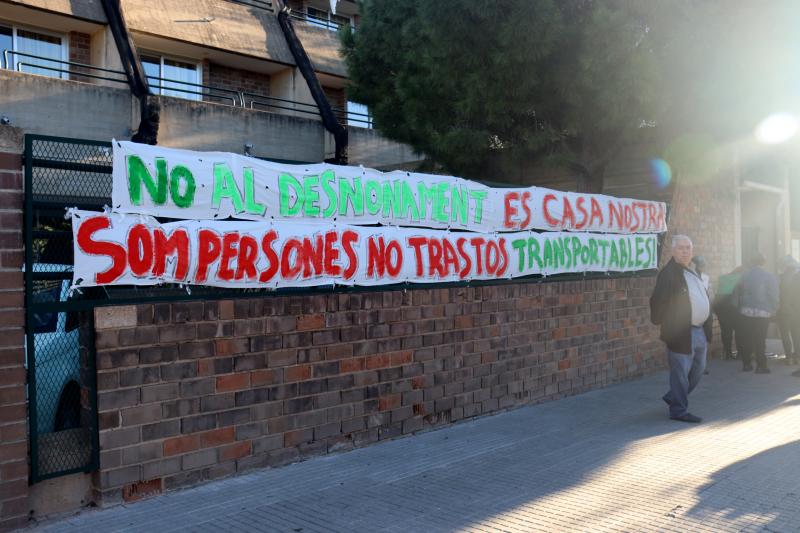 NO AL DESNONAMENT ES CASA NOSTRA
SOM PERSONES NO TRASTOS TRANSPORTABLES!